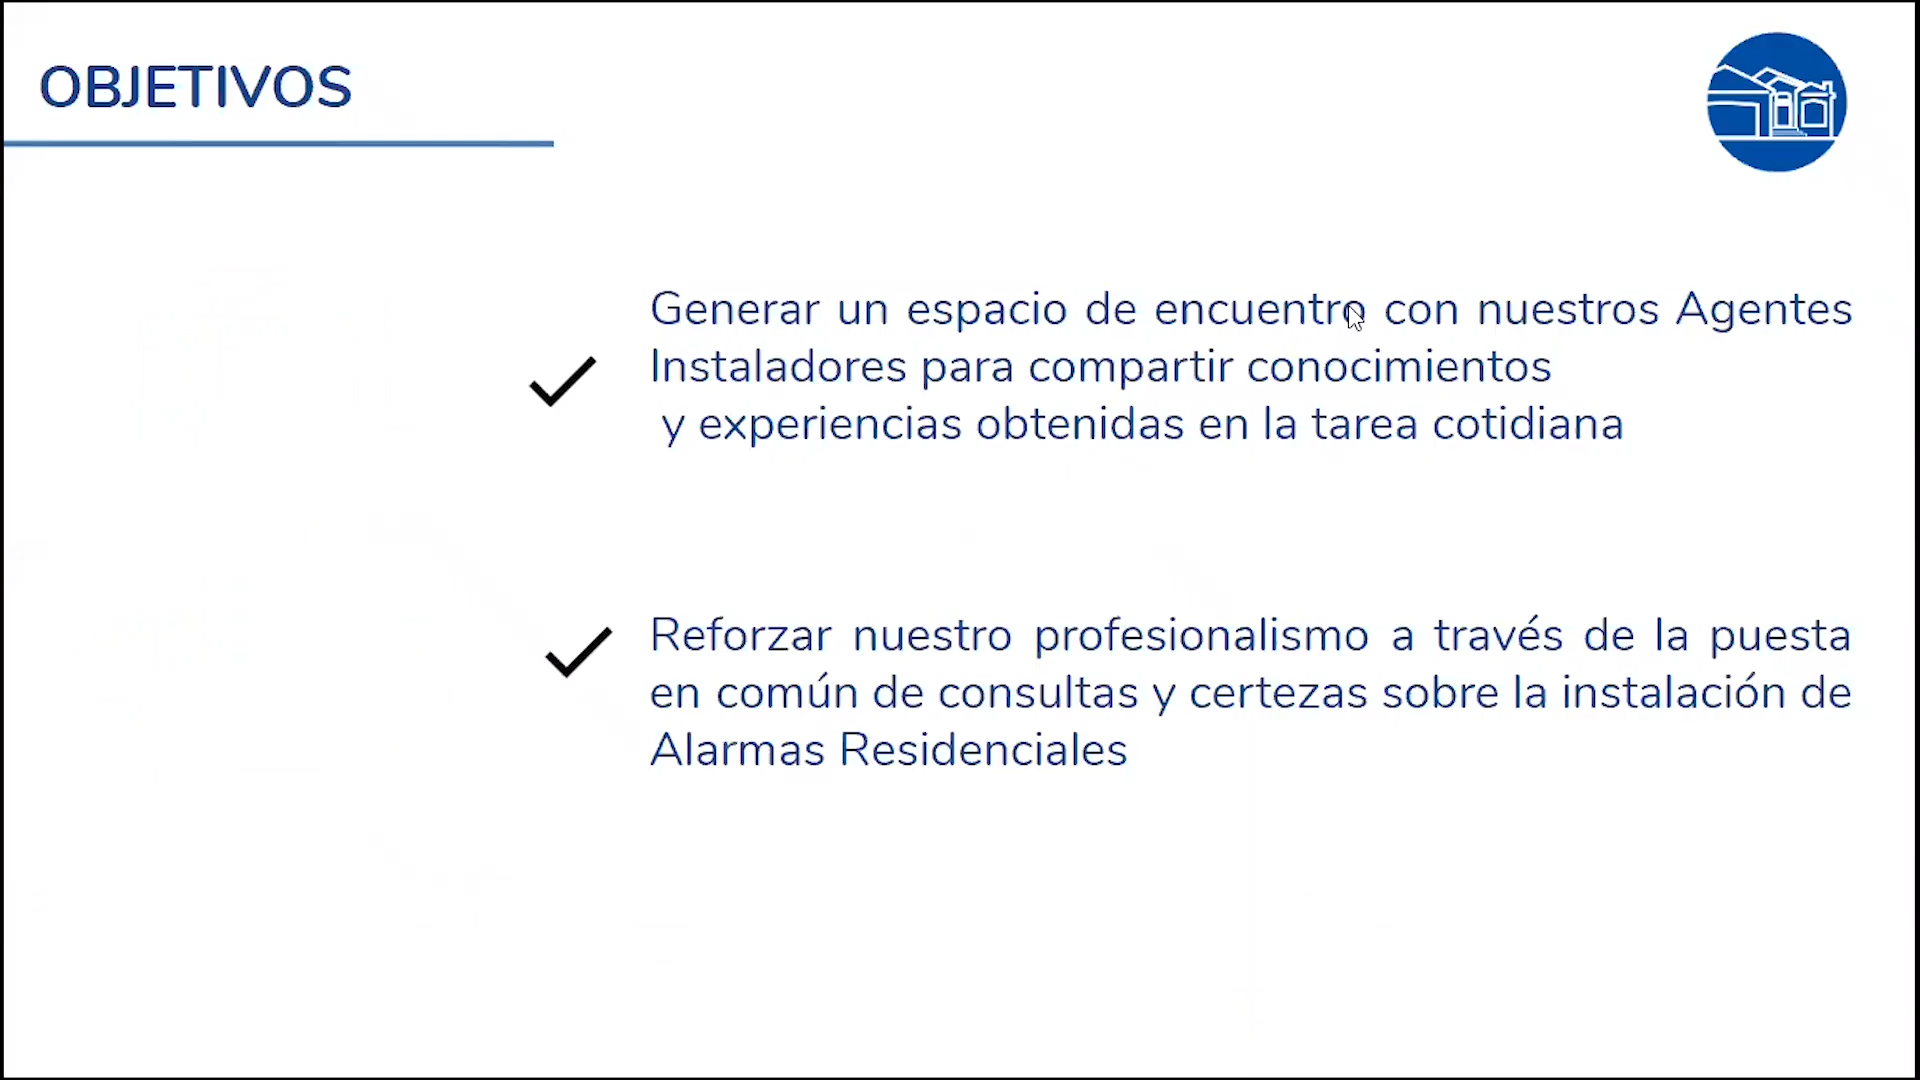 OBJETIVOS
Generar un espacio de encuentro con nuestros Agentes
Instaladores para compartir conocimientos
y experiencias obtenidas en la tarea cotidiana
Reforzar nuestro profesionalismo a través de la puesta
en común de consultas y certezas sobre la instalación de
Alarmas Residenciales